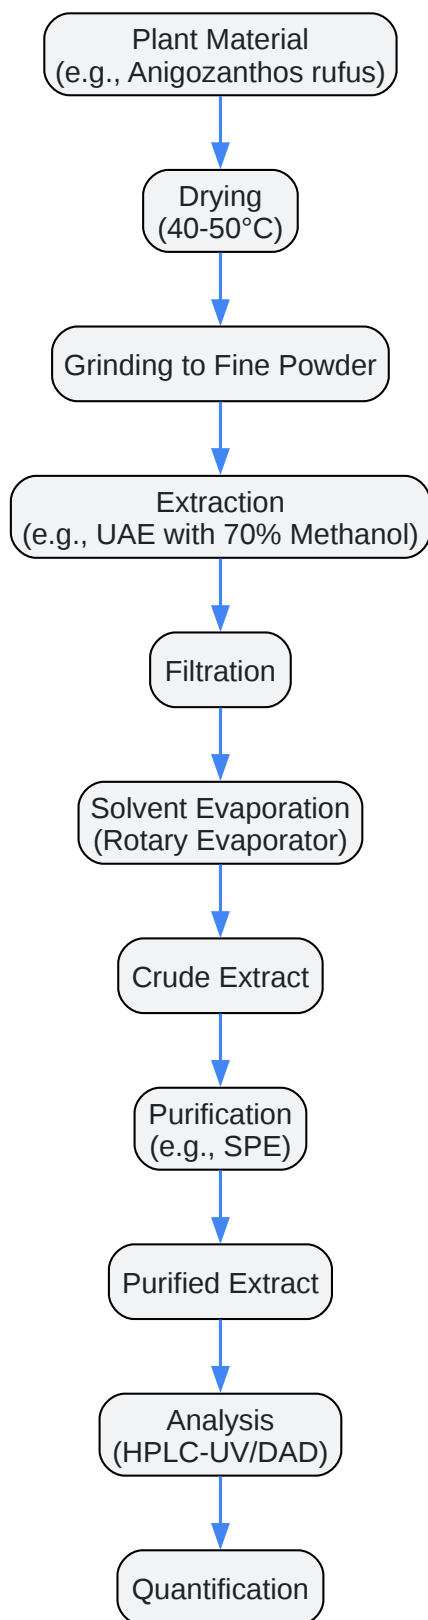 Plant Material
(e.g., Anigozanthos rufus)
Drying
(40-50°C)
Grinding to Fine Powder
Extraction
(e.g., UAE with 70% Methanol)
Filtration
Solvent Evaporation
(Rotary Evaporator)
Crude Extract
Purification
(e.g., SPE)
Purified Extract
Analysis
(HPLC-UV/DAD)
Quantification